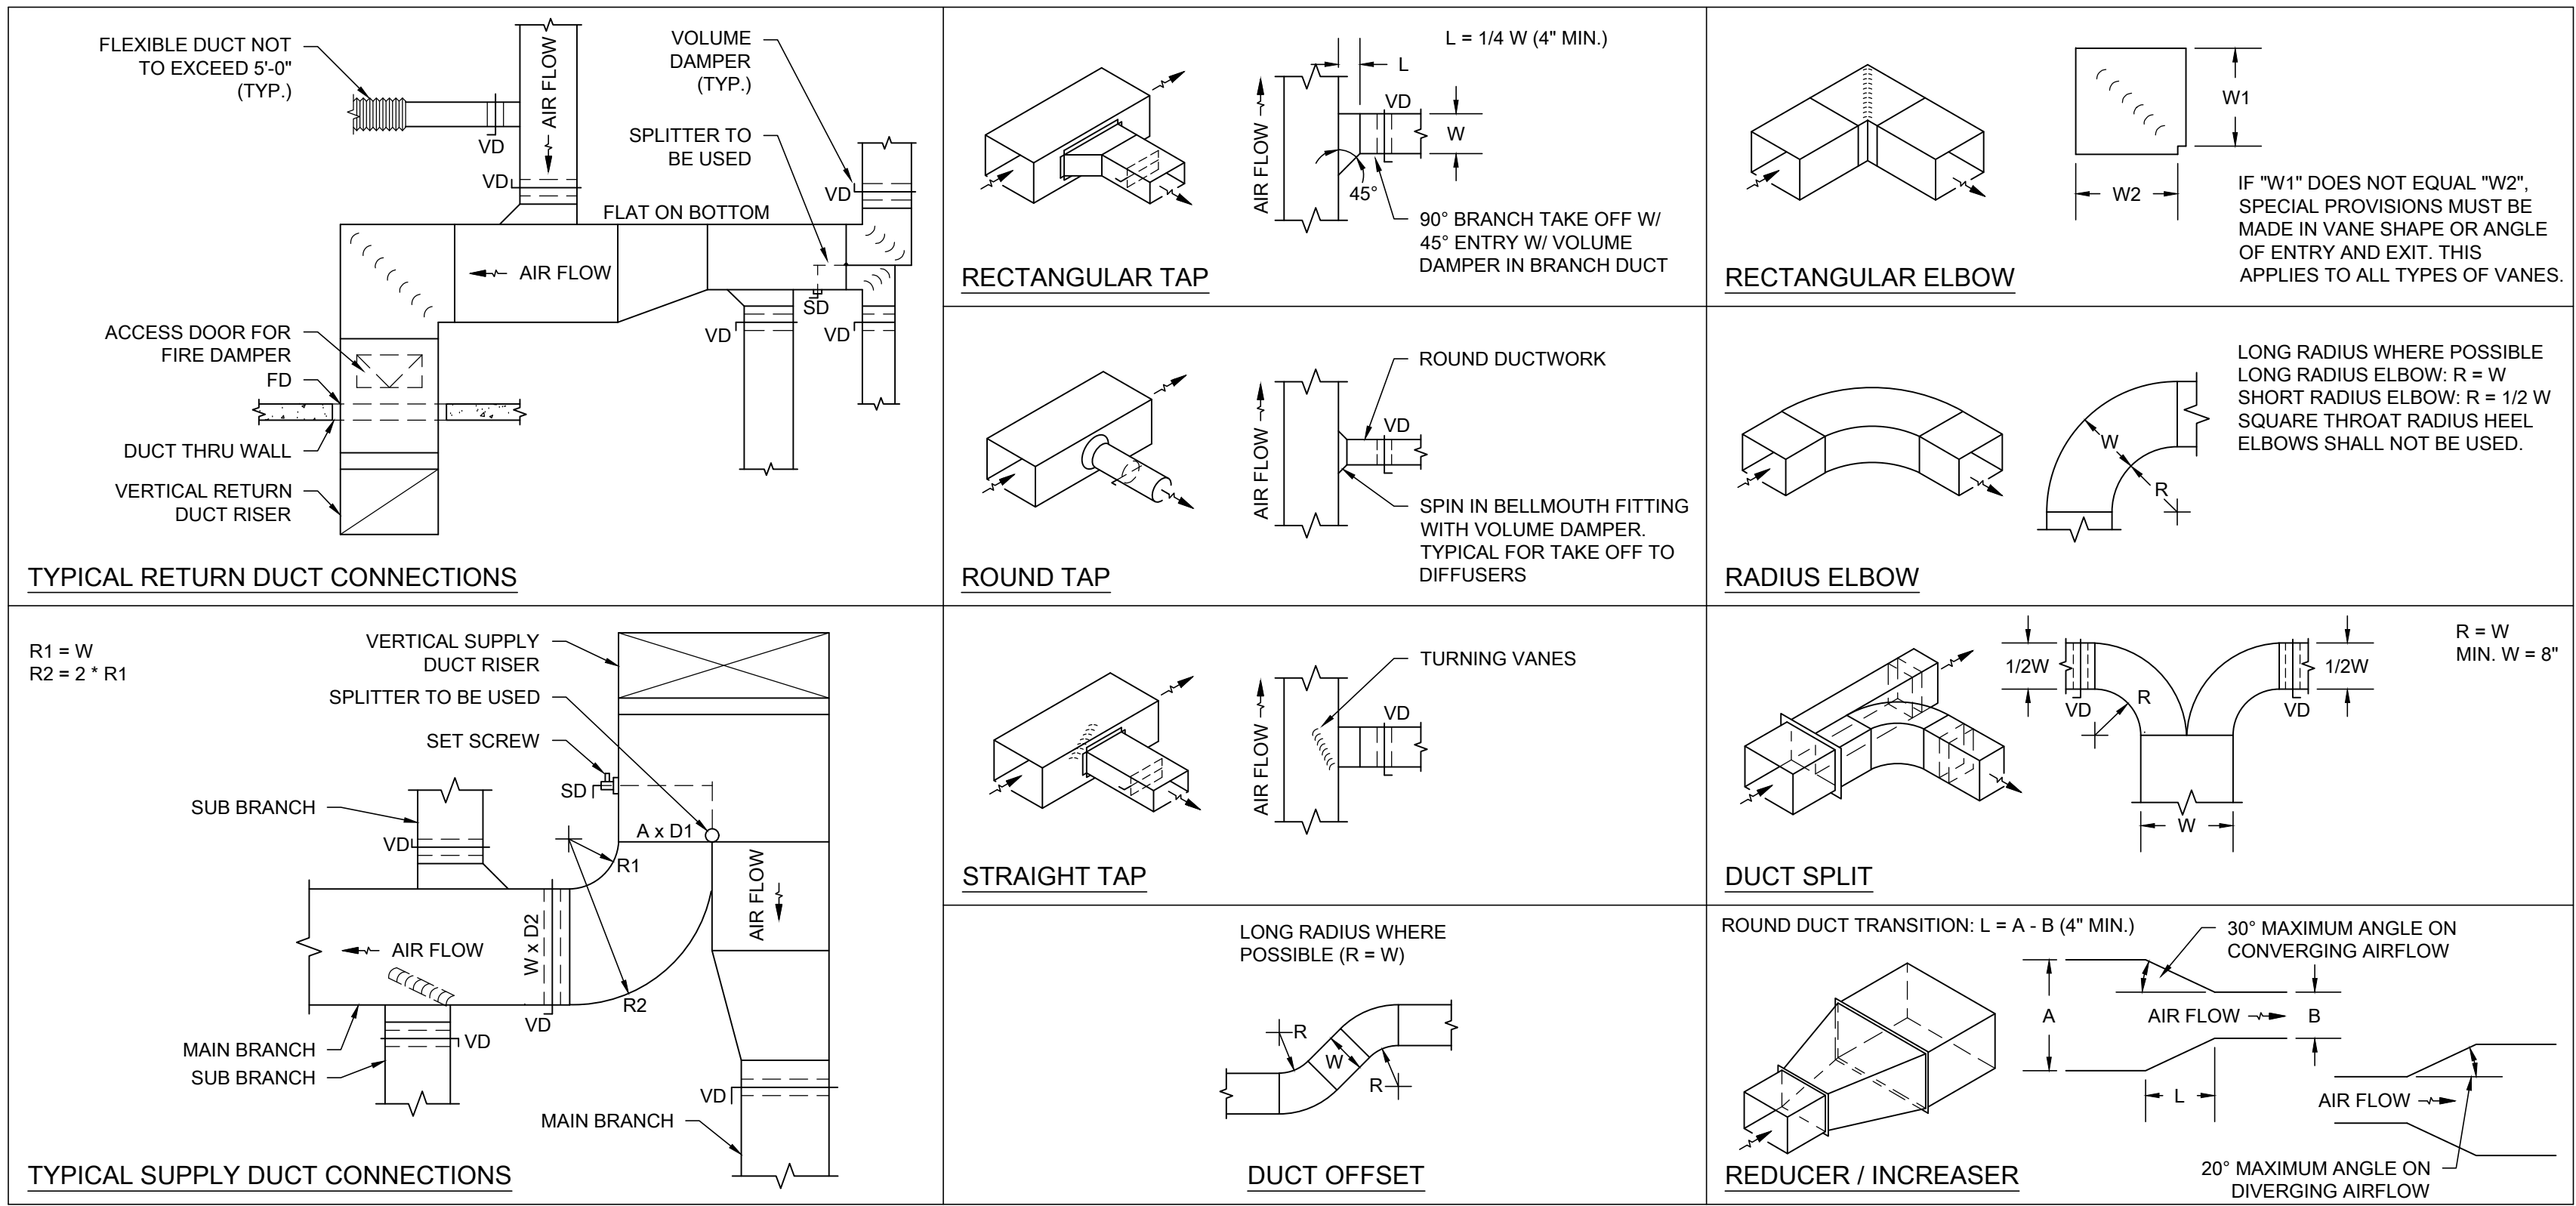 FLEXIBLE DUCT NOT
TO EXCEED 5'-0"
(TYP.)
AIR FLOW
VD
VD
VOLUME
DAMPER
(TYP.)
SPLITTER TO
BE USED
VD
FLAT ON BOTTOM
AIR FLOW
SD
VD
VD
ACCESS DOOR FOR
FIRE DAMPER
FD
DUCT THRU WALL
VERTICAL RETURN
DUCT RISER
TYPICAL RETURN DUCT CONNECTIONS
L = 1/4 W (4" MIN.)
L
AIR FLOW
VD
W
45°
90° BRANCH TAKE OFF W/
45° ENTRY W/ VOLUME
DAMPER IN BRANCH DUCT
RECTANGULAR TAP
W1
W2
IF "W1" DOES NOT EQUAL "W2",
SPECIAL PROVISIONS MUST BE
MADE IN VANE SHAPE OR ANGLE
OF ENTRY AND EXIT. THIS
APPLIES TO ALL TYPES OF VANES.
RECTANGULAR ELBOW
ROUND DUCTWORK
AIR FLOW
VD
SPIN IN BELLMOUTH FITTING
WITH VOLUME DAMPER.
TYPICAL FOR TAKE OFF TO
DIFFUSERS
ROUND TAP
LONG RADIUS WHERE POSSIBLE
LONG RADIUS ELBOW: R = W
SHORT RADIUS ELBOW: R = 1/2 W
SQUARE THROAT RADIUS HEEL
ELBOWS SHALL NOT BE USED.
W
R
RADIUS ELBOW
R1 = W
R2 = 2 * R1
VERTICAL SUPPLY
DUCT RISER
SPLITTER TO BE USED
SET SCREW
SD
SUB BRANCH
VD
A x D1
R1
AIR FLOW
W x D2
AIR FLOW
R2
VD
MAIN BRANCH
SUB BRANCH
VD
VD
MAIN BRANCH
TYPICAL SUPPLY DUCT CONNECTIONS
TURNING VANES
AIR FLOW
VD
STRAIGHT TAP
R = W
MIN. W = 8"
1/2W
1/2W
VD
R
VD
W
DUCT SPLIT
LONG RADIUS WHERE
POSSIBLE (R = W)
R
W
R
DUCT OFFSET
ROUND DUCT TRANSITION: L = A - B (4" MIN.)
30° MAXIMUM ANGLE ON
CONVERGING AIRFLOW
A
AIR FLOW
B
L
AIR FLOW
20° MAXIMUM ANGLE ON
DIVERGING AIRFLOW
REDUCER / INCREASER